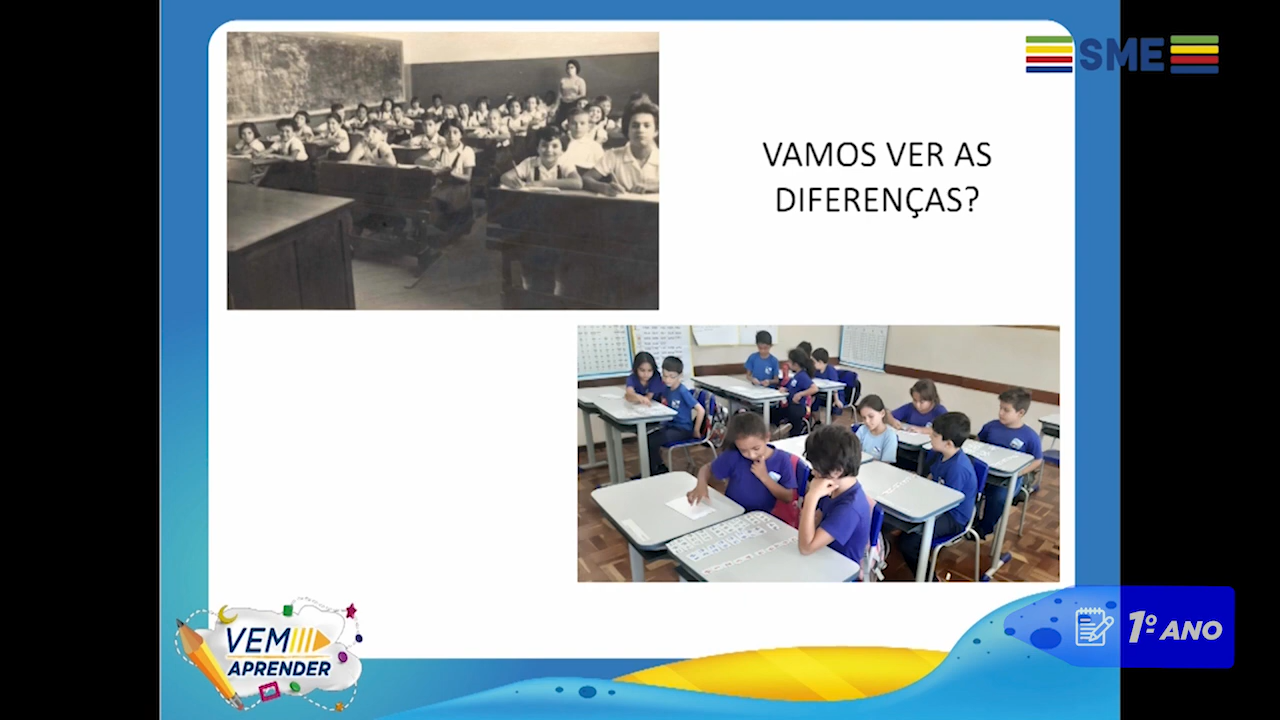 SME
VAMOS VER AS
DIFERENÇAS?
VEM
APRENDER
1º ANO